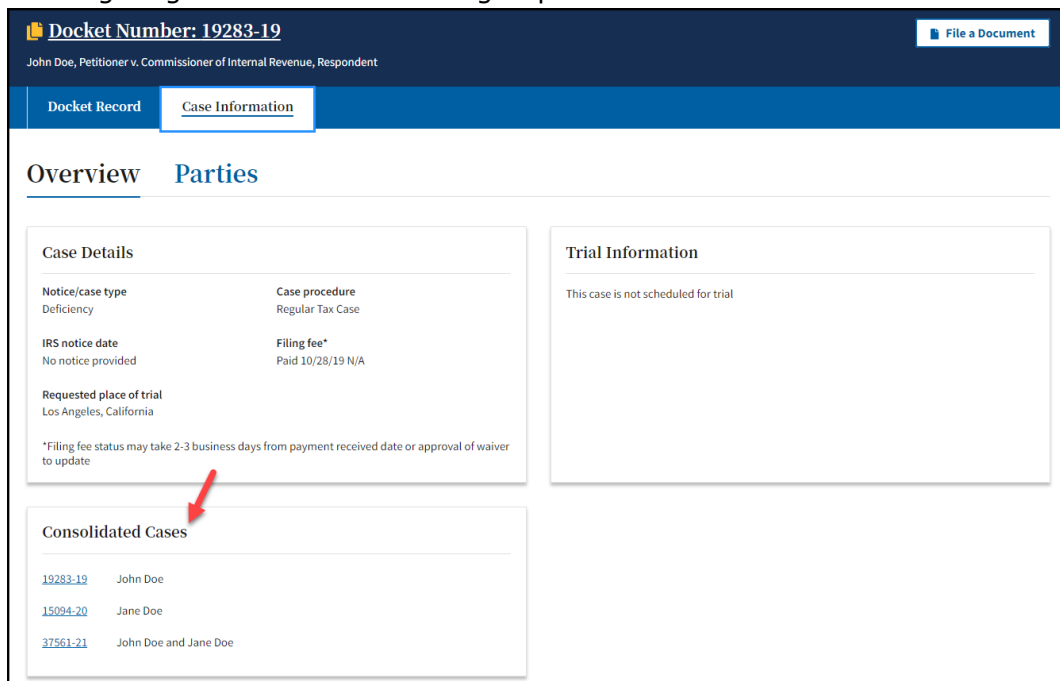 Docket Number: 19283-19
File a Document
John Doe, Petitioner v. Commissioner of Internal Revenue, Respondent
Docket Record
Case Information
Overview
Parties
Case Details
Notice/case type
Deficiency
Case procedure
Regular Tax Case
IRS notice date
No notice provided
Filing fee*
Paid 10/28/19 N/A
Requested place of trial
Los Angeles, California
*Filing fee status may take 2-3 business days from payment received date or approval of waiver
to update
Trial Information
This case is not scheduled for trial
Consolidated Cases
19283-19 John Doe
15094-20 Jane Doe
37561-21 John Doe and Jane Doe